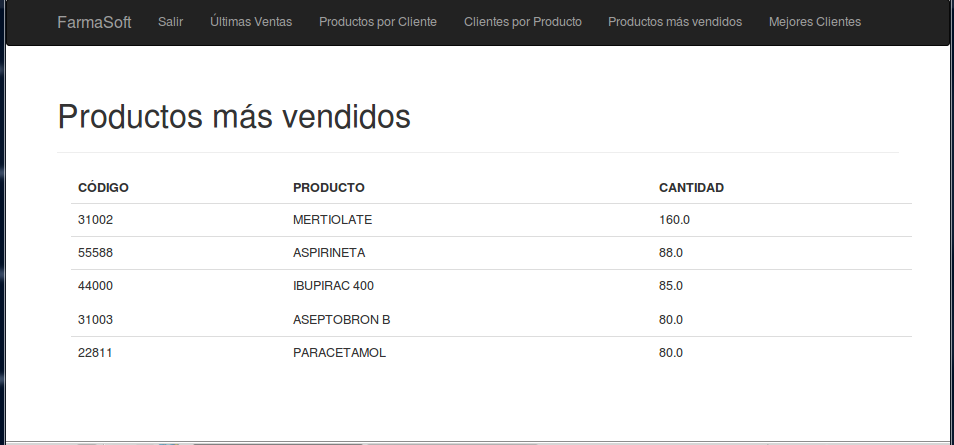 FarmaSoft Salir Últimas Ventas Productos por Cliente Clientes por Producto Productos más vendidos Mejores Clientes
Productos más vendidos
CÓDIGO PRODUCTO CANTIDAD
31002 MERTIOLATE 160.0
55588 ASPIRINETA 88.0
44000 IBUPIRAC 400 85.0
31003 ASEPTOBRON B 80.0
22811 PARACETAMOL 80.0